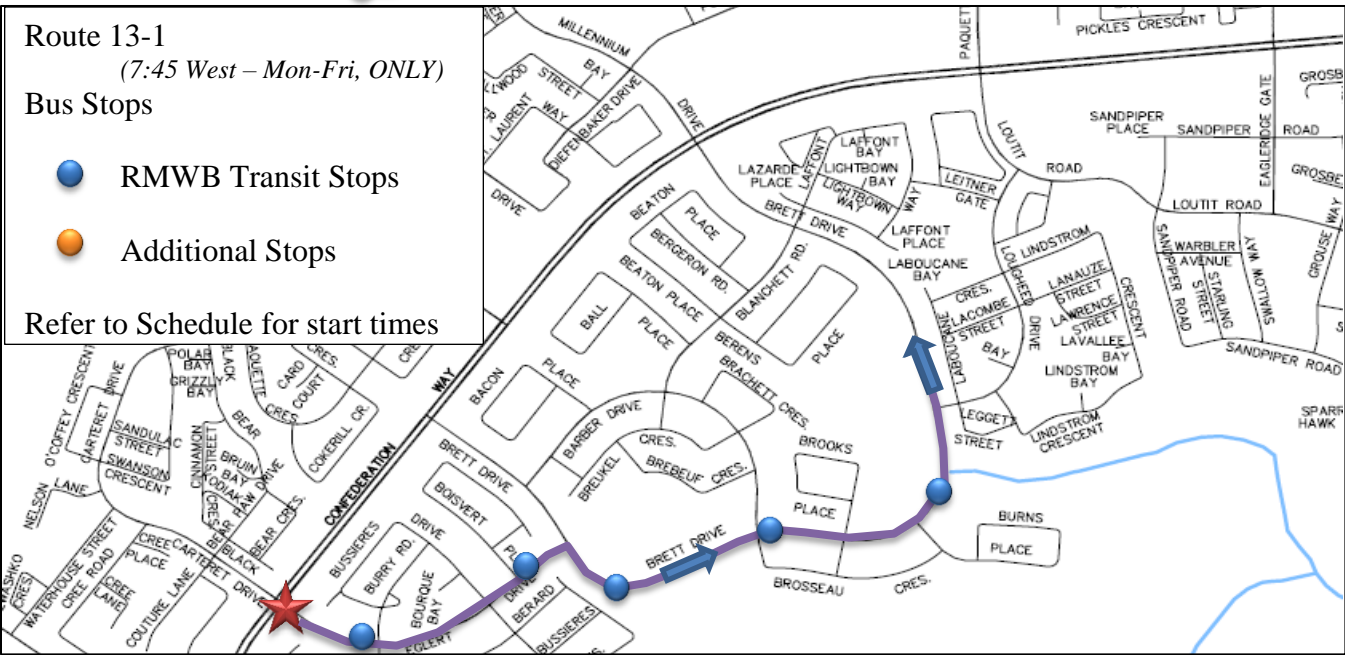 Route 13-1
(7:45 West – Mon-Fri, ONLY)
Bus Stops
RMWB Transit Stops
Additional Stops
Refer to Schedule for start times
MILLENNIUM
DRIVE
BAY
STREET
WAY
LAURENT
DIEFENBAKER DRIVE
DRIVE
PAQUET
PICKLES CRESCENT
LOUTIT
ROAD
SANDPIPER
PLACE
SANDPIPER ROAD
EAGLERIDGE GATE
LOUTIT ROAD
GROUSE WAY
WARBLER
AVENUE
STARLING
STREET
SWALLOW WAY
SANDPIPER ROAD
SANDPIPER ROAD
HAWK
LAFFONT
LAFFONT
BAY
LIGHTBOWN
BAY
LIGHTBOWN
WAY
LAZARDE
PLACE
WAY
LEITNER
GATE
LAFFONT
PLACE
LABOUCANE
BAY
BRETT DRIVE
LINDSTROM
CRESCENT
CRES.
LOUGHEED
DRIVE
LANAUZE
STREET
LACOMBE
STREET
LAWRENCE
STREET
LAVALLEE
BAY
LABOUCANE
BAY
LINDSTROM
BAY
LEGGETT
STREET
LINDSTROM
CRESCENT
BEATON
PLACE
BERGERON RD.
BEATON PLACE
BLANCHETT RD.
BALL
PLACE
BERENS
PLACE
BRACHETT CRES.
BACON
PLACE
BARBER DRIVE
CRES.
BREUKEL
BREBEUF CRES.
BROOKS
PLACE
BURNS
PLACE
BROSSEAU
CRES.
BRETT DRIVE
CONFEDERATION
WAY
BRETT DRIVE
BOISVERT
BUSSIERES
DRIVE
BURRY RD.
BOURQUE
BAY
DRIVE
BERARD
BUSSIERES
EGLERT
POLAR
BAY
GRIZZLY
BAY
BLACK
BEAR
PAQUETTE
CRES.
CARD
COURT
CRES.
COKERILL CR.
O'COFFEY CRESCENT
CARTERET DRIVE
SANDULAC
STREET
SWANSON
CRESCENT
NELSON
LANE
CINNAMON
STREET
BRUIN
BAY
KODIAK
CRES.
BEAR PAW DRIVE
BLACK
BEAR CRES.
WATERHOUSE STREET
CREE ROAD
CREE
PLACE
CREE
LANE
CARTERET DRIVE
COUTURE LANE
CRES